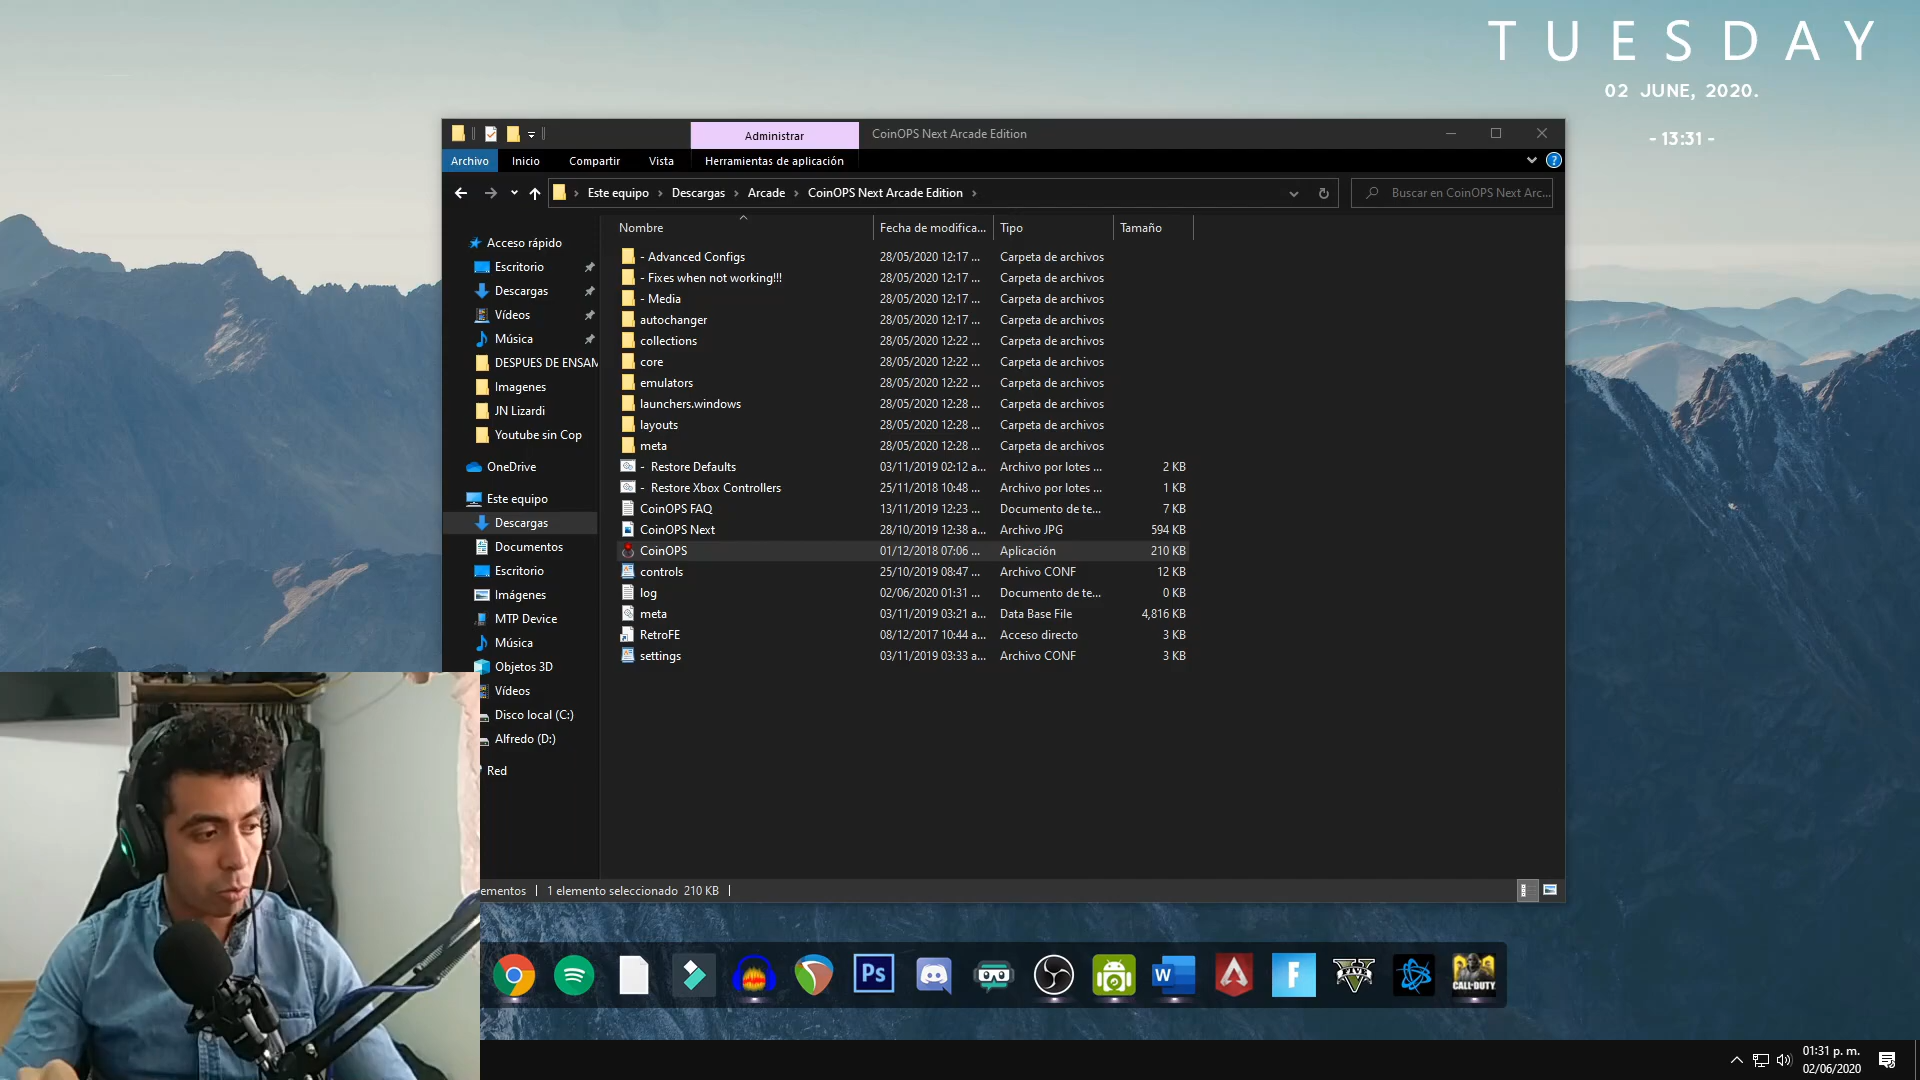 TUESDAY
02 JUNE, 2020.
- 13:31 -
Administrar
CoinOPS Next Arcade Edition
Archivo
Inicio
Compartir
Vista
Herramientas de aplicación
Este equipo
Descargas
Arcade
CoinOPS Next Arcade Edition
Buscar en CoinOPS Next Arc...
Nombre
Fecha de modifica...
Tipo
Tamaño
Acceso rápido
Escritorio
Descargas
Vídeos
Música
DESPUES DE ENSAM
Imagenes
JN Lizardi
Youtube sin Cop
OneDrive
Este equipo
Descargas
Documentos
Escritorio
Imágenes
MTP Device
Música
Objetos 3D
Vídeos
Disco local (C:)
Alfredo (D:)
Red
- Advanced Configs 28/05/2020 12:17 ... Carpeta de archivos
- Fixes when not working!!! 28/05/2020 12:17 ... Carpeta de archivos
- Media 28/05/2020 12:17 ... Carpeta de archivos
autochanger 28/05/2020 12:17 ... Carpeta de archivos
collections 28/05/2020 12:22 ... Carpeta de archivos
core 28/05/2020 12:22 ... Carpeta de archivos
emulators 28/05/2020 12:22 ... Carpeta de archivos
launchers.windows 28/05/2020 12:28 ... Carpeta de archivos
layouts 28/05/2020 12:28 ... Carpeta de archivos
meta 28/05/2020 12:28 ... Carpeta de archivos
- Restore Defaults 03/11/2019 02:12 a... Archivo por lotes ... 2 KB
- Restore Xbox Controllers 25/11/2018 10:48 ... Archivo por lotes ... 1 KB
CoinOPS FAQ 13/11/2019 12:23 ... Documento de te... 7 KB
CoinOPS Next 28/10/2019 12:38 a... Archivo JPG 594 KB
CoinOPS 01/12/2018 07:06 ... Aplicación 210 KB
controls 25/10/2019 08:47 ... Archivo CONF 12 KB
log 02/06/2020 01:31 ... Documento de te... 0 KB
meta 03/11/2019 03:21 a... Data Base File 4,816 KB
RetroFE 08/12/2017 10:44 a... Acceso directo 3 KB
settings 03/11/2019 03:33 a... Archivo CONF 3 KB
ementos
1 elemento seleccionado 210 KB
Ps
W
F
V
FIVE
CALL·DUTY
01:31 p. m.
02/06/2020